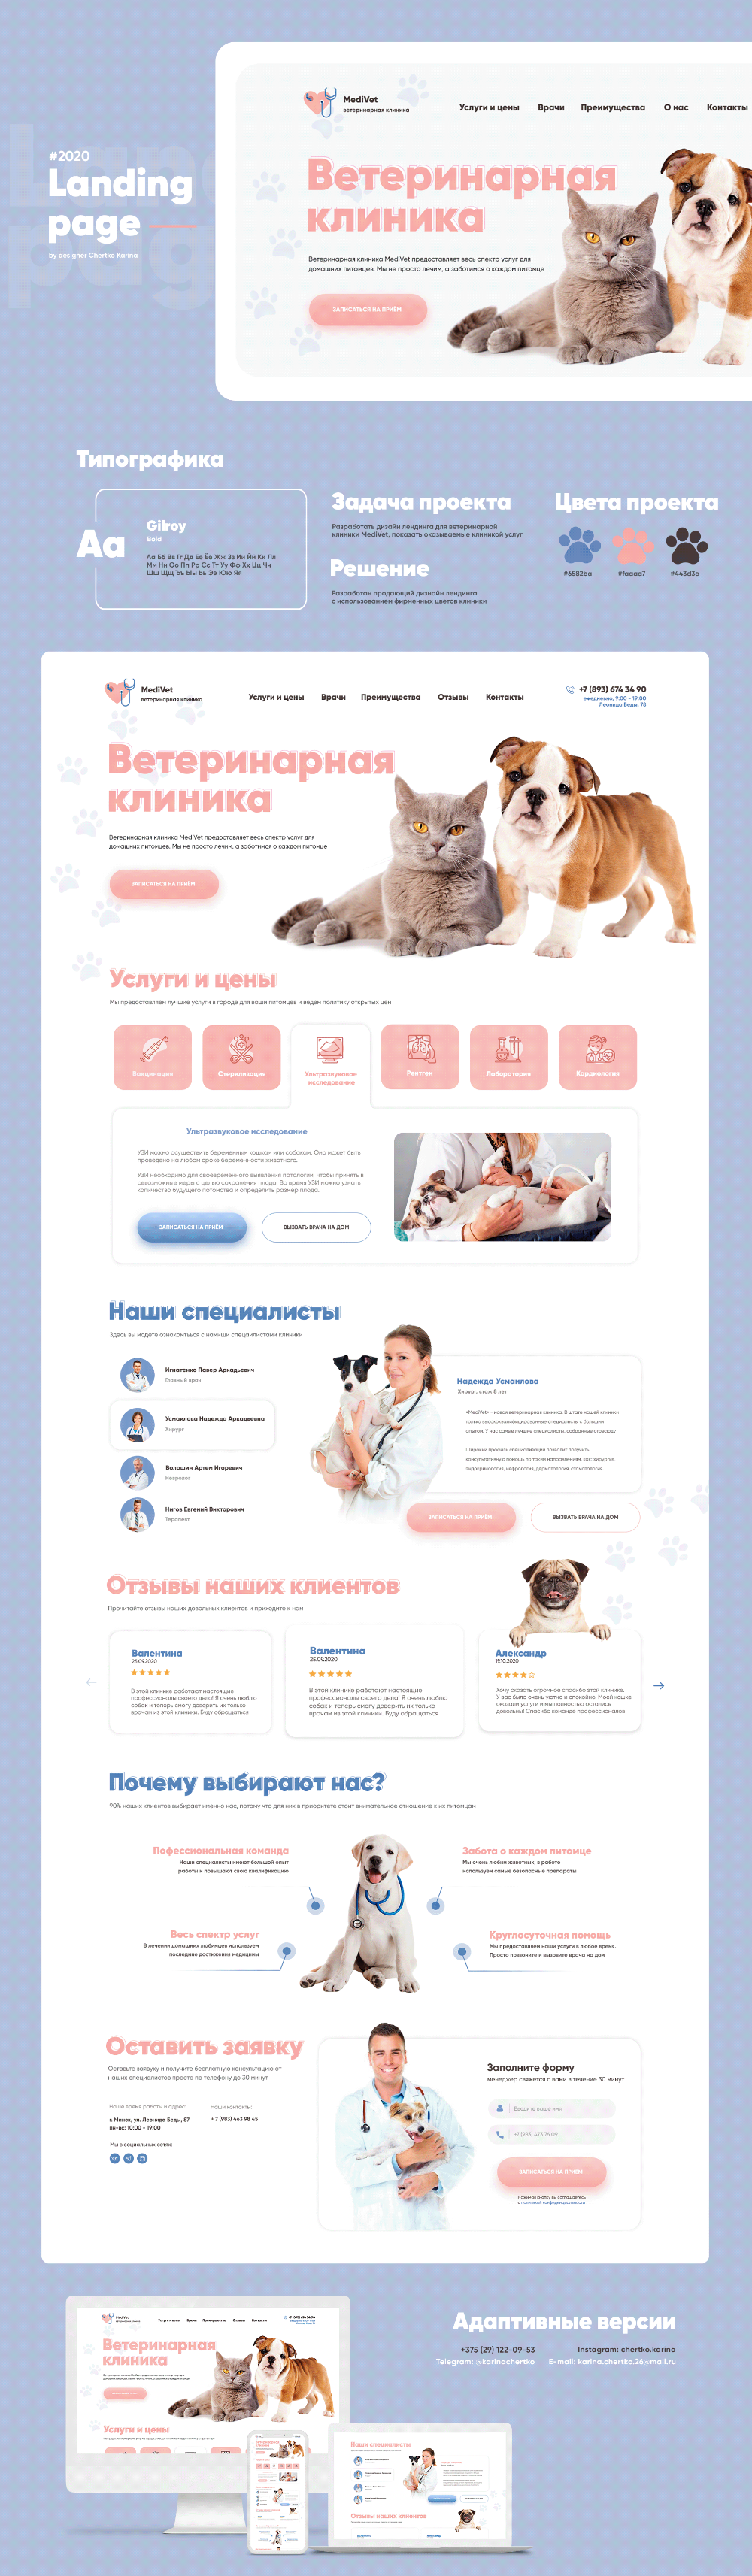 MediVet
ветеринарная клиника
Услуги и цены
Врачи
Преимущества
О нас
Контакты
#2020
Landing
page
by designer Chertko Karina
Ветеринарная
клиника
Ветеринарная клиника MediVet предоставляет весь спектр услуг для
домашних питомцев. Мы не просто лечим, а заботимся о каждом питомце
ЗАПИСАТЬСЯ НА ПРИЁМ
Типографика
Aa
Gilroy
Bold
Аа Бб Вв Гг Дд Ее Ёё Жж Зз Ии Йй Кк Лл
Мм Нн Оо Пп Рр Сс Тт Уу Фф Хх Цц Чч
Шш Щщ Ъъ Ыы Ьь Ээ Юю Яя
Задача проекта
Разработать дизайн лендинга для ветеринарной
клиники MediVet, показать оказываемые клиникой услуг
Решение
Разработан продающий дизнайн лендинга
с использованием фирменных цветов клиники
Цвета проекта
#6582ba
#faaaa7
#443d3a
MediVet
ветеринарная клиника
Услуги и цены
Врачи
Преимущества
Отзывы
Контакты
+7 (893) 674 34 90
ежедневно, 9:00 - 19:00
Леонида Беды, 78
Ветеринарная
клиника
Ветеринарная клиника MediVet предоставляет весь спектр услуг для
домашних питомцев. Мы не просто лечим, а заботимся о каждом питомце
ЗАПИСАТЬСЯ НА ПРИЁМ
Услуги и цены
Мы предоставляем лучшие услуги в городе для ваши питомцев и ведем политику открытых цен
Вакцинация
Стерилизация
Ультразвуковое
исследование
Рентген
Лаборатория
Кардиология
Ультразвуковое исследование
УЗИ можно осуществить беременным кошкам или собакам. Оно может быть
проведено на любом сроке беременности животного.
УЗИ необходимо для своевременного выявления патологии, чтобы принять в
УЗИ можно узнать
количество будущего потомства и определить размер плода.
ЗАПИСАТЬСЯ НА ПРИЁМ
ВЫЗВАТЬ ВРАЧА НА ДОМ
Наши специалисты
Здесь вы можете ознакомиться с нашими специалистами клиники
Игнатенко Павер Аркадьевич
Главный врач
Усмаилова Надежда Аркадьевна
Хирург
Волошин Артем Игоревич
Невролог
Нигов Евгений Викторович
Терапевт
Надежда Усмаилова
Хирург, стаж 8 лет
«MediVet» - новая ветеринарная клиника. В штате нашей клиники
только высококвалифицированные специалисты с большим
опытом. У нас самые лучшие специалисты, собранные отовсюду
Широкий профиль специализации позволит получить
консультативную помощь по таким направлениям, как: хирургия,
эндокринология, нефрология, дерматология, стоматология.
ЗАПИСАТЬСЯ НА ПРИЁМ
ВЫЗВАТЬ ВРАЧА НА ДОМ
Отзывы наших клиентов
Прочитайте отзывы наших довольных клиентов и приходите к нам
Валентина
25.09.2020
В этой клинике работают настоящие
профессионалы своего дела! Я очень люблю
собак и теперь смогу доверить их только
врачам из этой клиники. Буду обращаться
Валентина
25.09.2020
В этой клинике работают настоящие
профессионалы своего дела! Я очень люблю
собак и теперь смогу доверить их только
врачам из этой клиники. Буду обращаться
Александр
19.10.2020
Хочу сказать огромное спасибо этой клинике.
У вас было очень уютно и спокойно. Моей кошке
оказали услуги и мы полностью остались
довольны! Спасибо команде профессионалов
Почему выбирают нас?
90% наших клиентов выбирает именно нас, потому что для них в приоритете стоит внимательное отношение к их питомцам
Пофессиональная команда
Наши специалисты имеют большой опыт
работы и повышают свою квалификацию
Забота о каждом питомце
Мы очень любим животных, в работе
используем самые безопасные препараты
Весь спектр услуг
В лечении домашних любимцев используем
последние достижения медицины
Круглосуточная помощь
Мы предоставляем наши услуги в любое время.
Просто позвоните и вызовите врача на дом
Оставить заявку
Оставьте заявуку и получите бесплатную консультацию от
наших специалистов просто по телефону до 30 минут
Наше время работы и адрес:
г. Минск, ул. Леонида Беды, 87
пн-вс: 10:00 - 19:00
Наши контакты:
+ 7 (983) 463 98 45
Мы в социальных сетях:
Заполните форму
менеджер свяжется с вами в течение 30 минут
Введите ваше имя
+7 (983) 473 76 09
ЗАПИСАТЬСЯ НА ПРИЁМ
Нажимая кнопку вы соглашаетесь
с политикой конфиденциальности
Адаптивные версии
+375 (29) 122-09-53
Instagram: chertko.karina
Telegram: @karinachertko
E-mail: karina.chertko.26@mail.ru
Ветеринарная
клиника
Услуги и цены
Наши специалисты
Отзывы наших клиентов